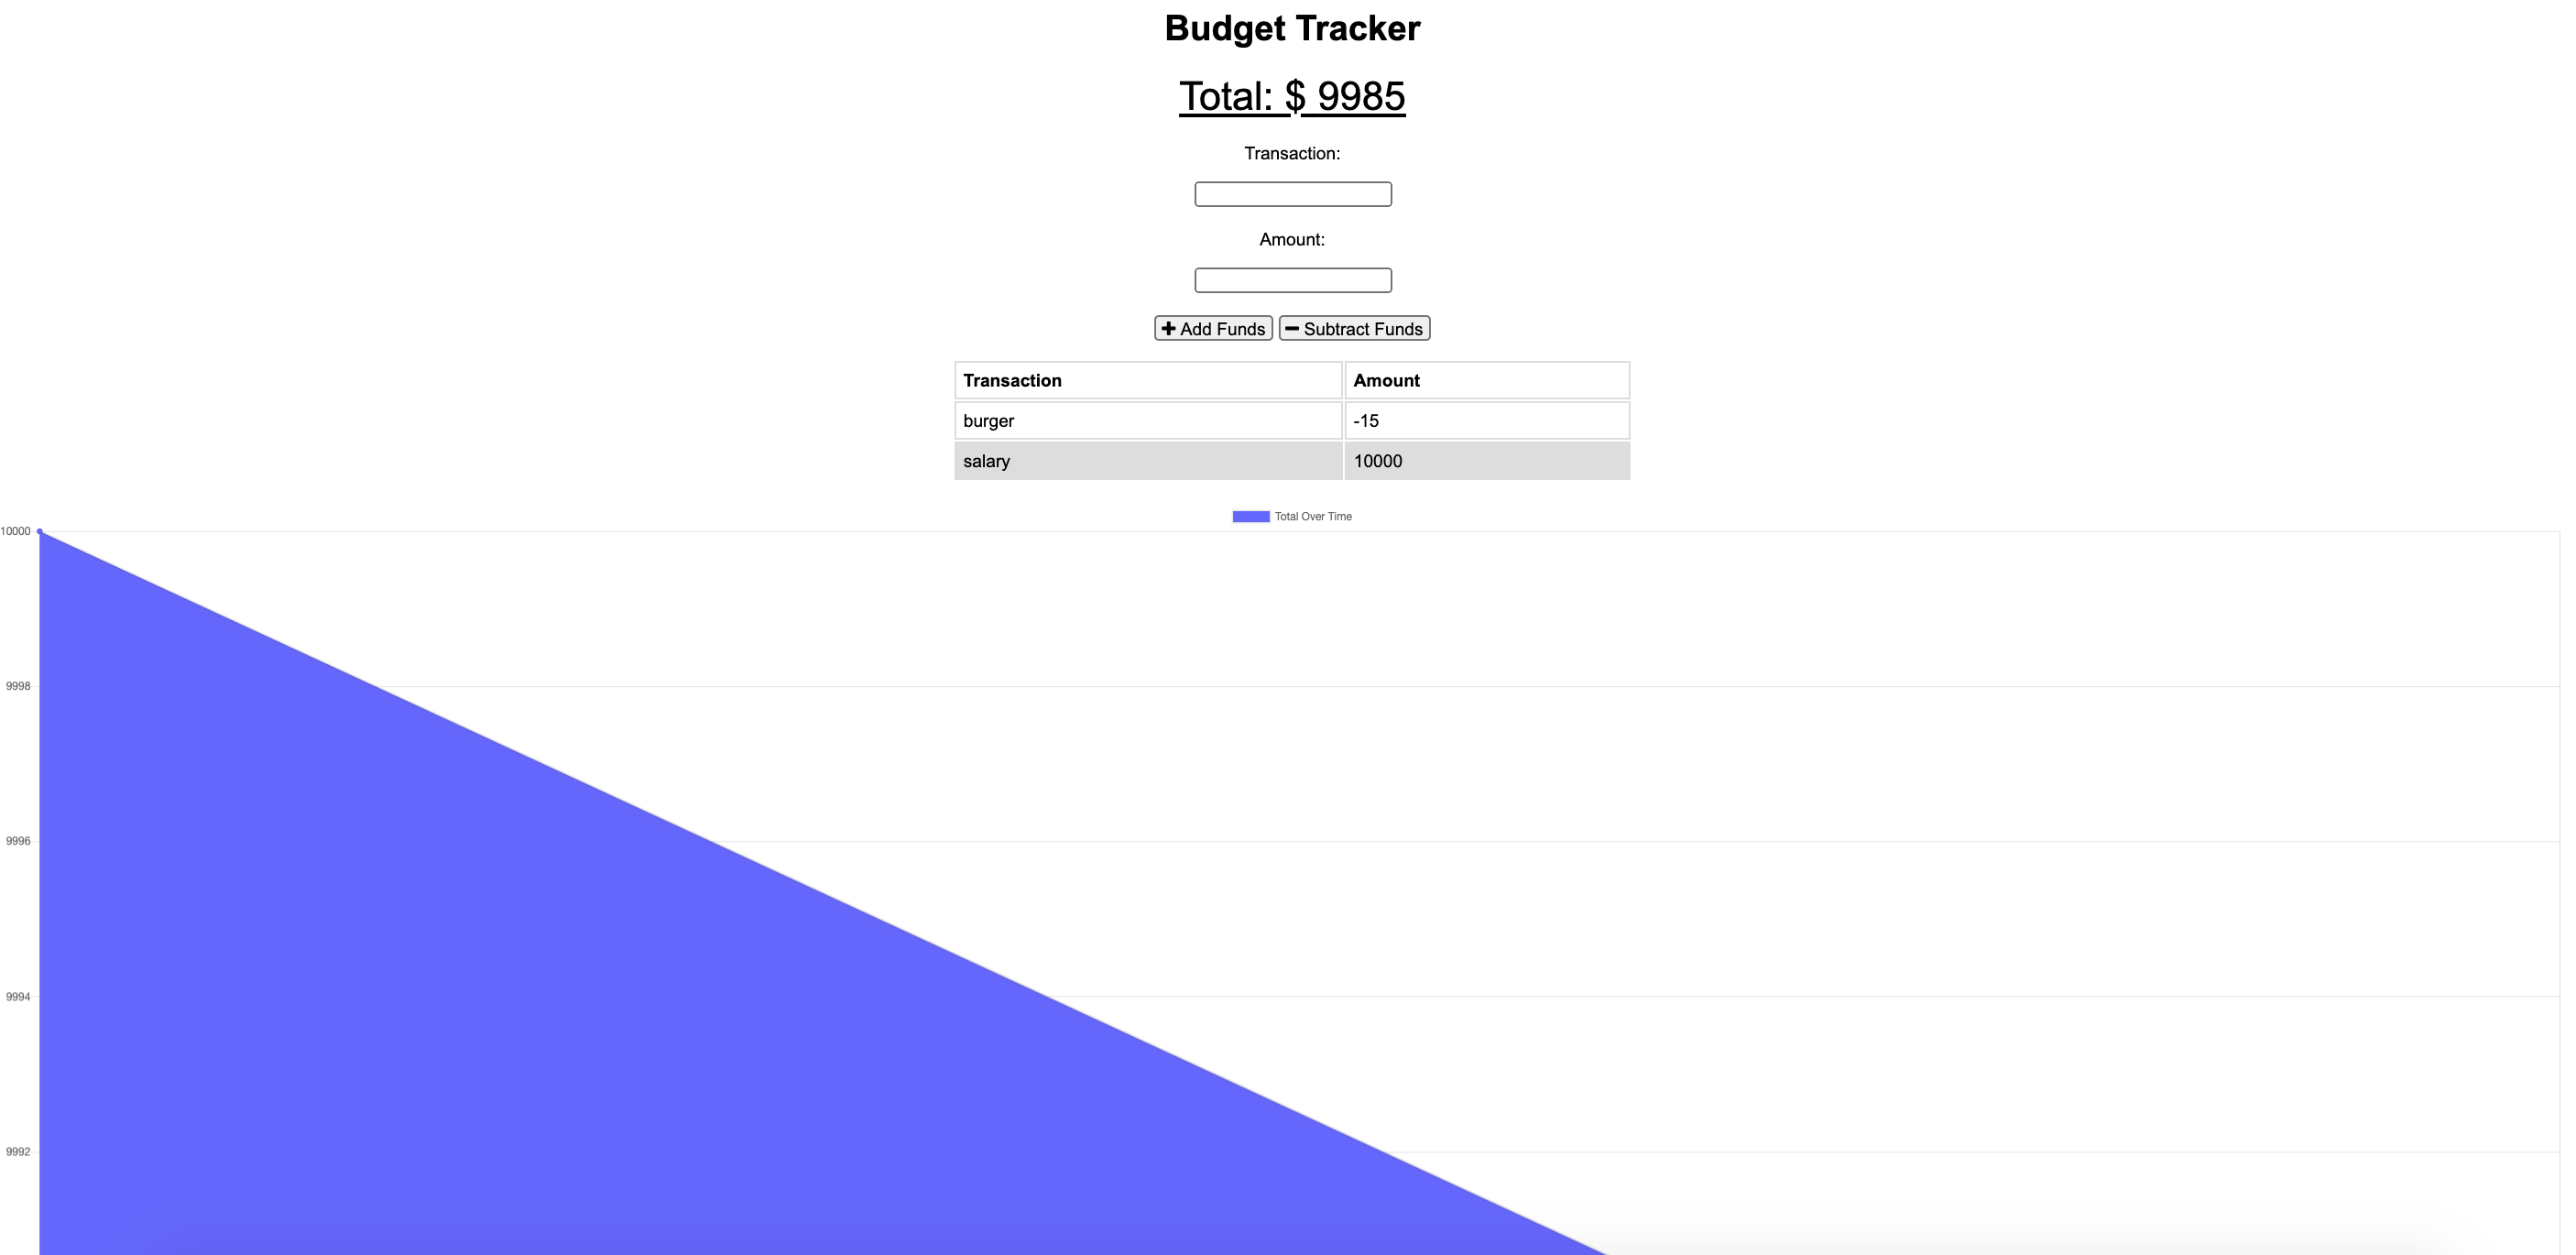 Budget Tracker
Total: $ 9985
Transaction:
Amount:
Add Funds Subtract Funds
Transaction Amount
burger -15
salary 10000
Total Over Time
10000
9998
9996
9994
9992